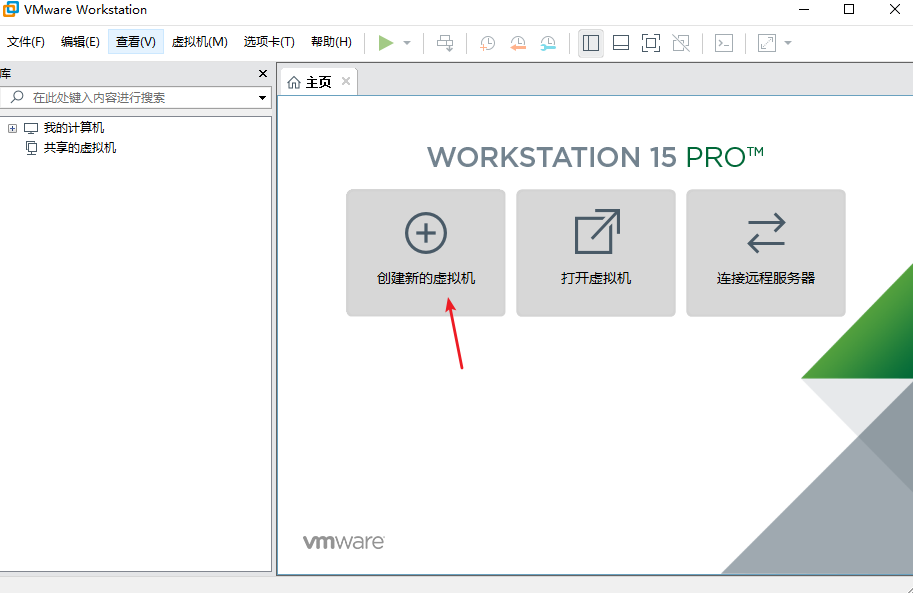 VMware Workstation
文件(F) 编辑(E) 查看(V) 虚拟机(M) 选项卡(T) 帮助(H)
库
在此处键入内容进行搜索
我的计算机
共享的虚拟机
主页
WORKSTATION 15 PRO™
创建新的虚拟机 打开虚拟机 连接远程服务器
vmware